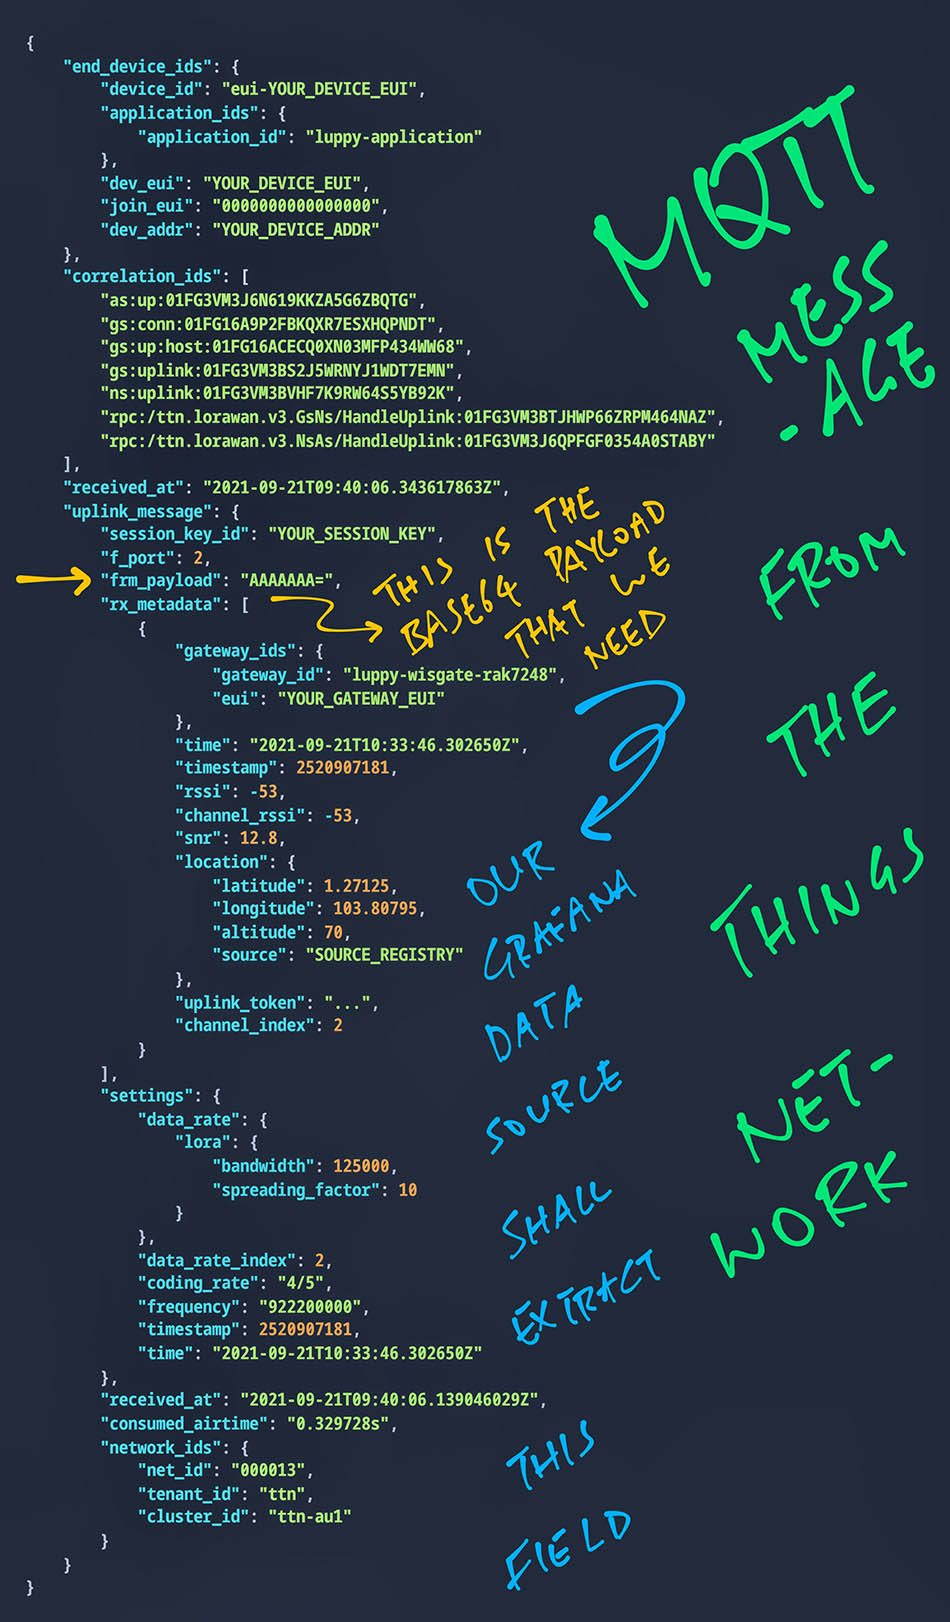 {
"end_device_ids": {
"device_id": "eui-YOUR_DEVICE_EUI",
"application_ids": {
"application_id": "luppy-application"
},
"dev_eui": "YOUR_DEVICE_EUI",
"join_eui": "0000000000000000",
"dev_addr": "YOUR_DEVICE_ADDR"
},
"correlation_ids": [
"as:up:01FG3VM3J6N619KKZA5G6ZBQTG",
"gs:conn:01FG16A9P2FBKQXR7ESXHQPNDT",
"gs:up:host:01FG16ACECQ0XN03MFP434WW68",
"gs:uplink:01FG3VM3BS2J5WRNYJ1WDT7EMN",
"ns:uplink:01FG3VM3BVHF7K9RW64S5YB92K",
"rpc:/ttn.lorawan.v3.GsNs/HandleUplink:01FG3VM3BTJHWP66ZRPM464NAZ",
"rpc:/ttn.lorawan.v3.NsAs/HandleUplink:01FG3VM3J6QPFGF0354A0STABY"
],
"received_at": "2021-09-21T09:40:06.343617863Z",
"uplink_message": {
"session_key_id": "YOUR_SESSION_KEY",
"f_port": 2,
"frm_payload": "AAAAAAA=",
"rx_metadata": [
{
"gateway_ids": {
"gateway_id": "luppy-wisgate-rak7248",
"eui": "YOUR_GATEWAY_EUI"
},
"time": "2021-09-21T10:33:46.302650Z",
"timestamp": 2520907181,
"rssi": -53,
"channel_rssi": -53,
"snr": 12.8,
"location": {
"latitude": 1.27125,
"longitude": 103.80795,
"altitude": 70,
"source": "SOURCE_REGISTRY"
},
"uplink_token": "...",
"channel_index": 2
}
],
"settings": {
"data_rate": {
"lora": {
"bandwidth": 125000,
"spreading_factor": 10
}
},
"data_rate_index": 2,
"coding_rate": "4/5",
"frequency": "922200000",
"timestamp": 2520907181,
"time": "2021-09-21T10:33:46.302650Z"
},
"received_at": "2021-09-21T09:40:06.139046029Z",
"consumed_airtime": "0.329728s",
"network_ids": {
"net_id": "000013",
"tenant_id": "ttn",
"cluster_id": "ttn-au1"
}
}
}
THIS IS THE
BASE64 PAYLOAD
THAT WE
NEED
OUR
GRAFANA
DATA
SOURCE
SHALL
EXTRACT
THIS
FIELD
MQTT
MESS
-AGE
FROM
THE
THINGS
NET-
WORK